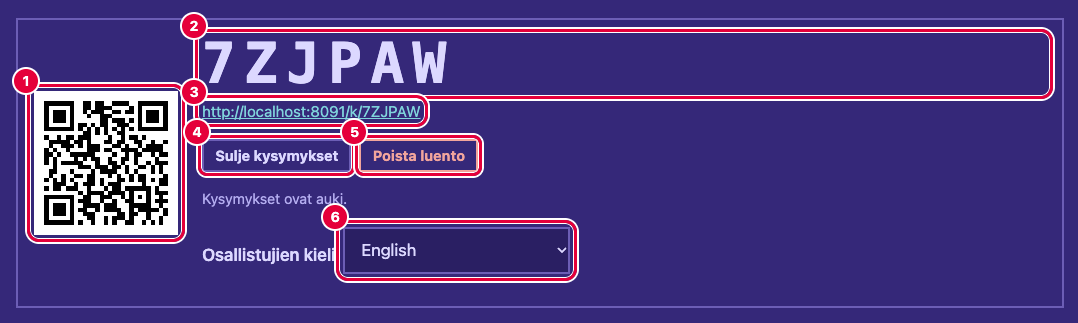 1
2
7ZJPAW
3
http://localhost:8091/k/7ZJPAW
4 5
Sulje kysymykset Poista luento
Kysymykset ovat auki.
6
Osallistujien kieli English